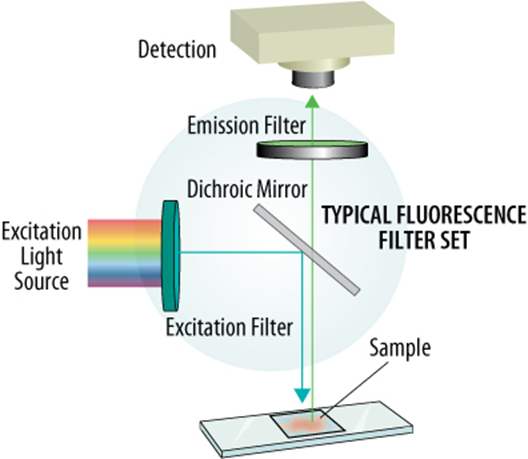 Detection
Emission Filter
Dichroic Mirror
TYPICAL FLUORESCENCE
FILTER SET
Excitation
Light
Source
Excitation Filter
Sample